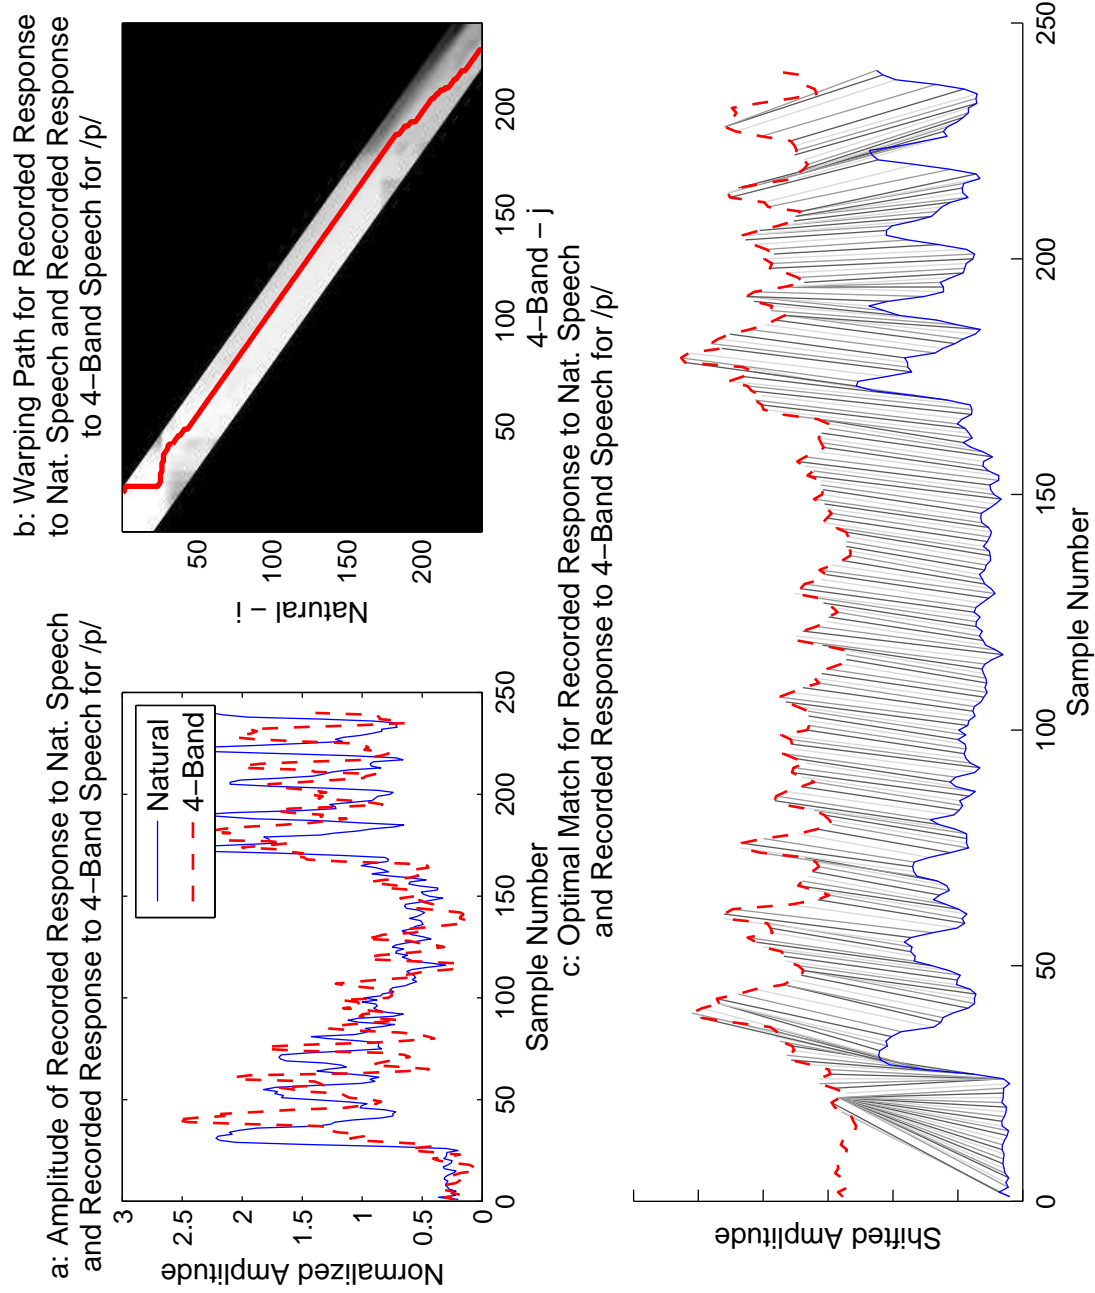 a: Amplitude of Recorded Response to Nat. Speech
and Recorded Response to 4−Band Speech for /p/
Normalized Amplitude
3
2.5
2
1.5
1
0.5
0
Natural
4−Band
0
50
100
150
200
250
Sample Number
b: Warping Path for Recorded Response
to Nat. Speech and Recorded Response
to 4−Band Speech for /p/
Natural − i
50
100
150
200
50
100
150
200
4−Band − j
c: Optimal Match for Recorded Response to Nat. Speech
and Recorded Response to 4−Band Speech for /p/
Shifted Amplitude
0
50
100
150
200
250
Sample Number